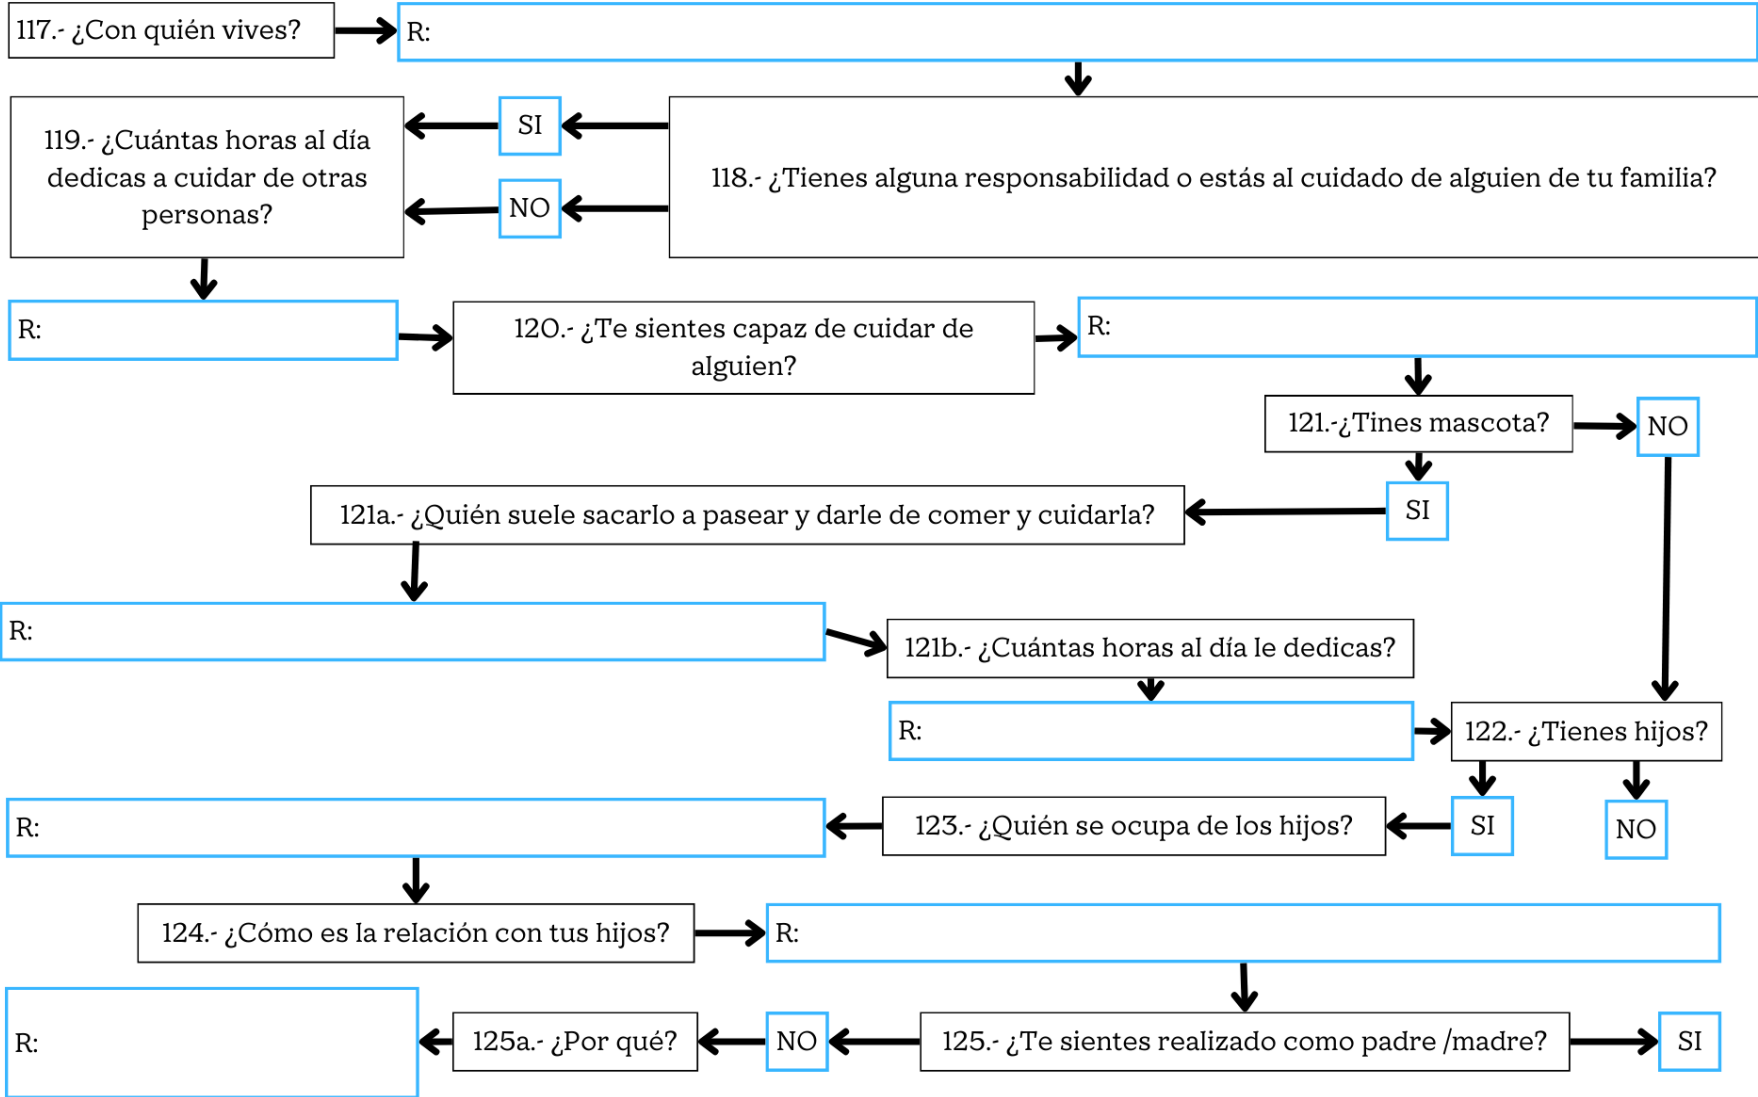 117.- ¿Con quién vives?
R:
118.- ¿Tienes alguna responsabilidad o estás al cuidado de alguien de tu familia?
SI
NO
119.- ¿Cuántas horas al día
dedicas a cuidar de otras
personas?
R:
120.- ¿Te sientes capaz de cuidar de
alguien?
R:
121.-¿Tines mascota?
NO
SI
121a.- ¿Quién suele sacarlo a pasear y darle de comer y cuidarla?
R:
121b.- ¿Cuántas horas al día le dedicas?
R:
122.- ¿Tienes hijos?
SI
NO
123.- ¿Quién se ocupa de los hijos?
R:
124.- ¿Cómo es la relación con tus hijos?
R:
125.- ¿Te sientes realizado como padre /madre?
SI
NO
125a.- ¿Por qué?
R: